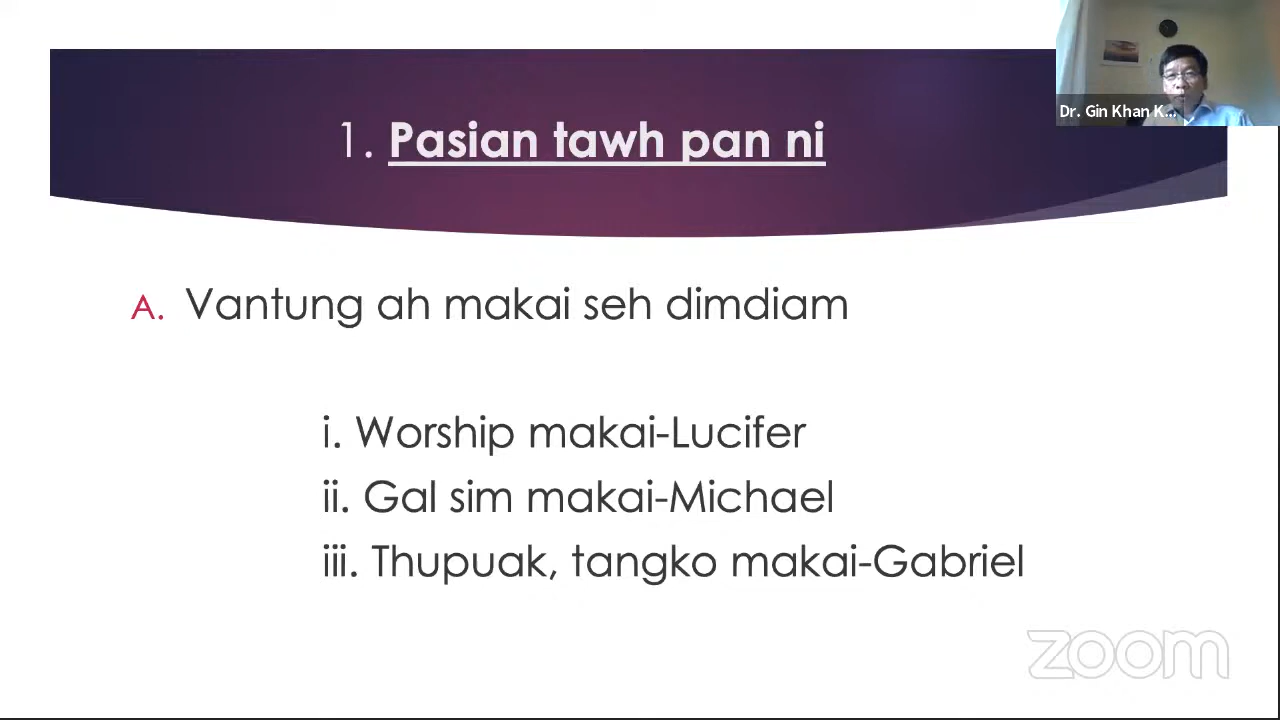 Dr. Gin Khan K...
1. Pasian tawh pan ni
A. Vantung ah makai seh dimdiam
i. Worship makai-Lucifer
ii. Gal sim makai-Michael
iii. Thupuak, tangko makai-Gabriel
zoom